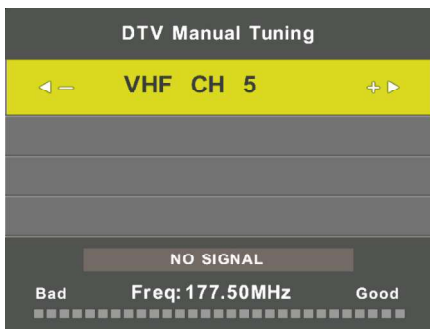 DTV Manual Tuning
− VHF CH 5 +
NO SIGNAL
Bad Freq: 177.50MHz Good